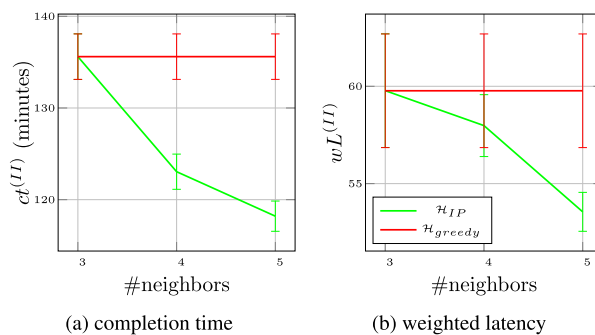 140
130
120
ct^(II) (minutes)
3 4 5
#neighbors
(a) completion time
60
55
wL^(II)
H_IP
H_greedy
3 4 5
#neighbors
(b) weighted latency